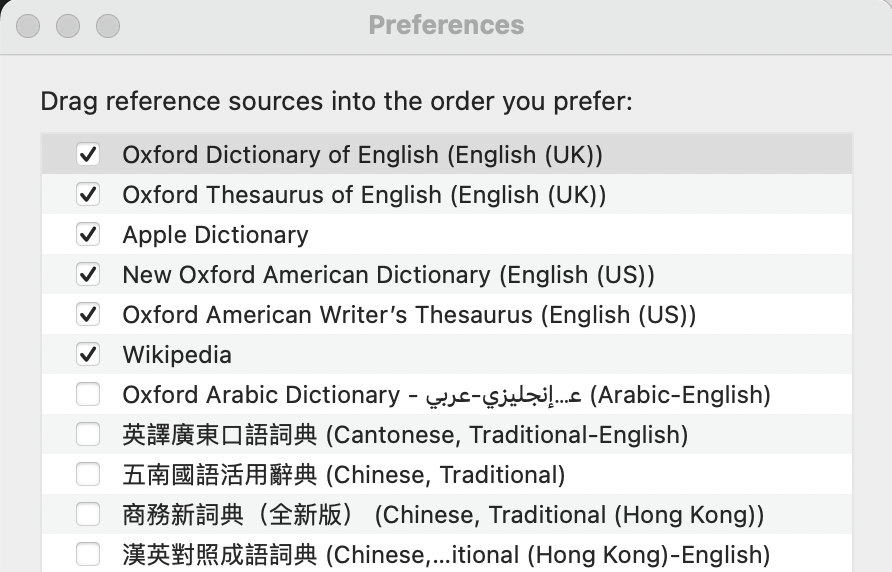 Preferences
Drag reference sources into the order you prefer:
Oxford Dictionary of English (English (UK))
Oxford Thesaurus of English (English (UK))
Apple Dictionary
New Oxford American Dictionary (English (US))
Oxford American Writer’s Thesaurus (English (US))
Wikipedia
Oxford Arabic Dictionary - إنجليزي-عربي…ع (Arabic-English)
英譯廣東口語詞典 (Cantonese, Traditional-English)
五南國語活用辭典 (Chinese, Traditional)
商務新詞典（全新版） (Chinese, Traditional (Hong Kong))
漢英對照成語詞典 (Chinese,...itional (Hong Kong)-English)